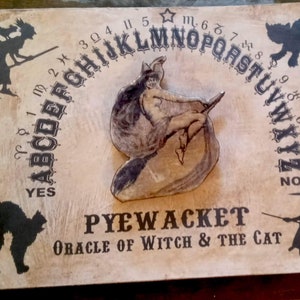 ABCDEFGHIJKLMNOPQRSTUVWXYZ
YES
NO
PYEWACKET
ORACLE OF WITCH & THE CAT